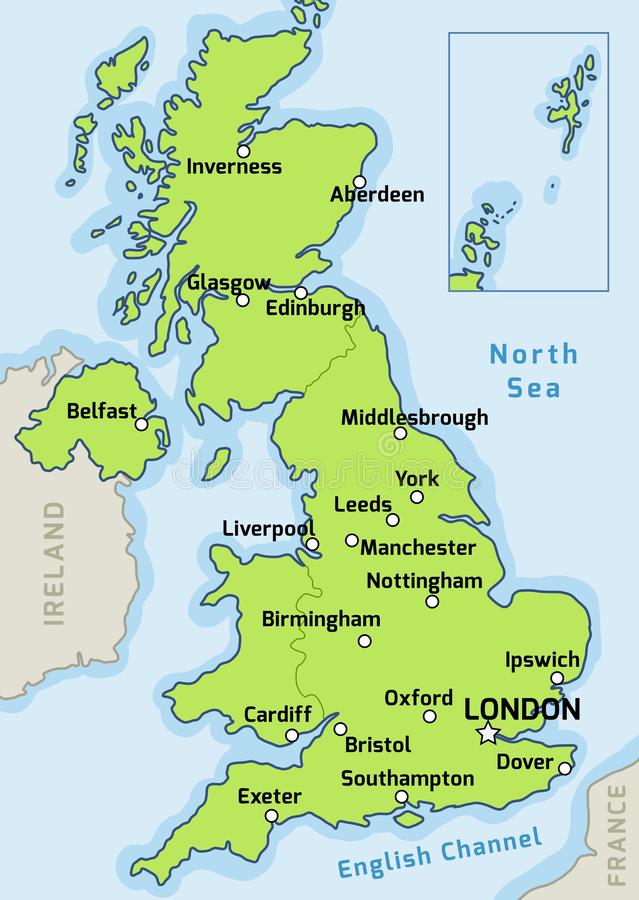 Inverness
Aberdeen
Glasgow
Edinburgh
North
Sea
Belfast
Middlesbrough
dreamstime
York
Leeds
IRELAND
Liverpool
Manchester
Nottingham
Birmingham
Ipswich
Oxford
LONDON
Cardiff
Bristol
Dover
Southampton
Exeter
FRANCE
English Channel